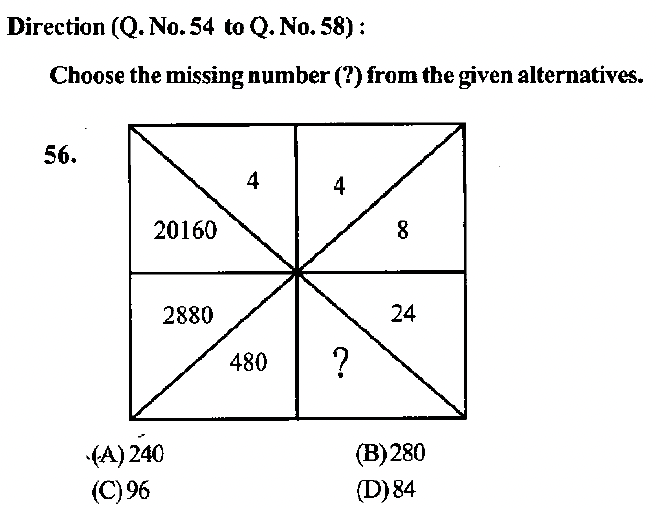 Direction (Q. No. 54 to Q. No. 58) :
Choose the missing number (?) from the given alternatives.
56.
4 4
20160 8
2880 24
480 ?
(A) 240 (B) 280
(C) 96 (D) 84